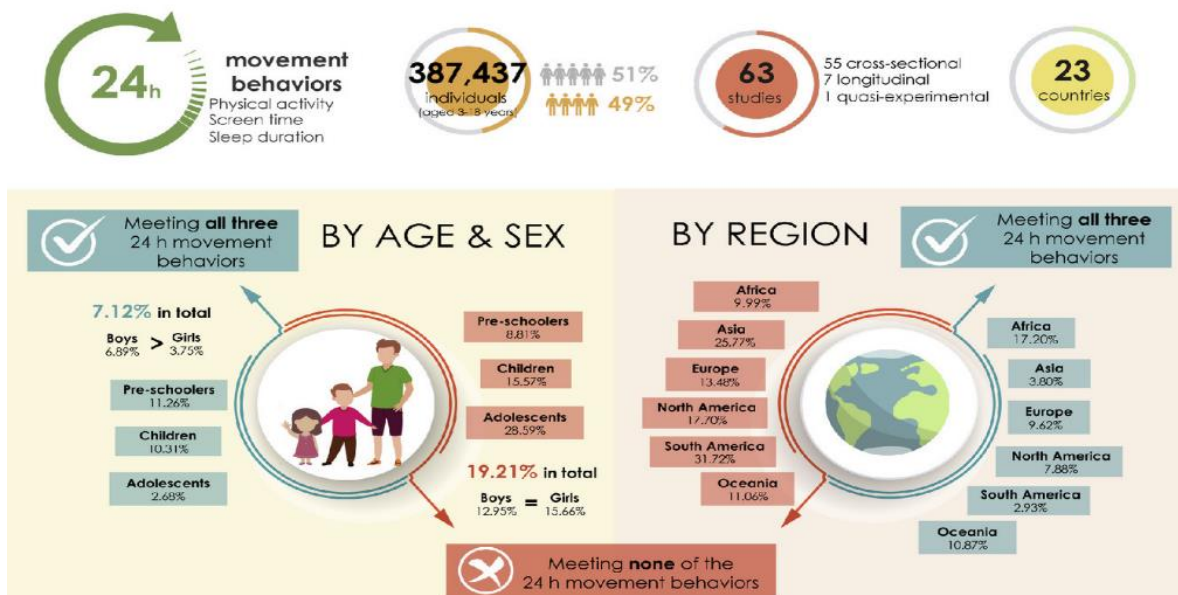 24h
movement
behaviors
Physical activity
Screen time
Sleep duration
387,437
individuals
(aged 3-18 years)
51%
49%
63
studies
55 cross-sectional
7 longitudinal
1 quasi-experimental
23
countries
Meeting all three
24 h movement
behaviors
BY AGE & SEX
7.12% in total
Boys > Girls
6.89% 3.75%
Pre-schoolers
11.26%
Children
10.31%
Adolescents
2.68%
Pre-schoolers
8.81%
Children
15.57%
Adolescents
28.59%
19.21% in total
Boys = Girls
12.95% 15.66%
BY REGION
Meeting all three
24 h movement
behaviors
Africa
9.99%
Asia
25.77%
Europe
13.48%
North America
17.70%
South America
31.72%
Oceania
11.06%
Africa
17.20%
Asia
3.80%
Europe
9.62%
North America
7.88%
South America
2.93%
Oceania
10.87%
Meeting none of the
24 h movement behaviors